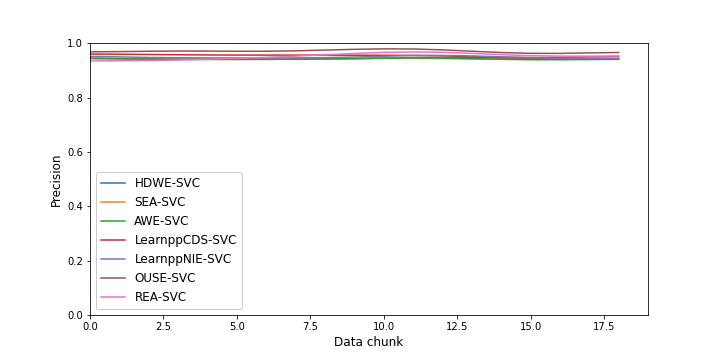 1.0
0.8
0.6
0.4
0.2
0.0
Precision
HDWE-SVC
SEA-SVC
AWE-SVC
LearnppCDS-SVC
LearnppNIE-SVC
OUSE-SVC
REA-SVC
0.0 2.5 5.0 7.5 10.0 12.5 15.0 17.5
Data chunk